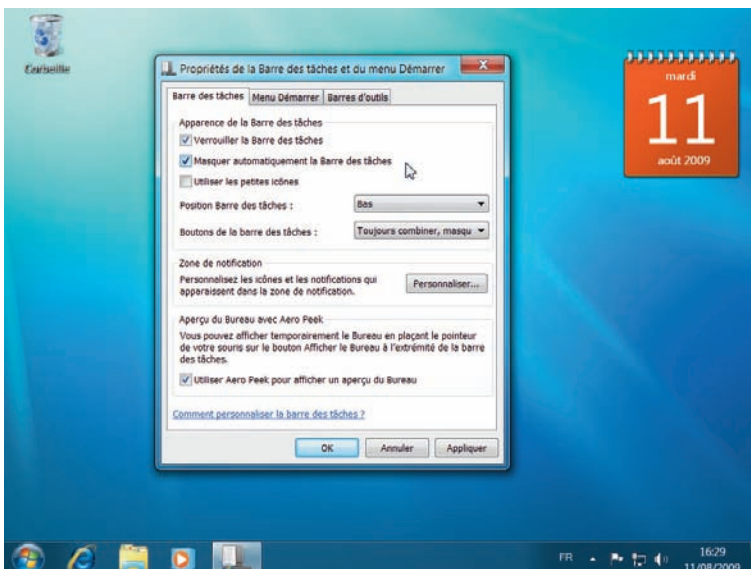 Corbeille
Propriétés de la Barre des tâches et du menu Démarrer
mardi
11
août 2009
Barre des tâches
Menu Démarrer
Barres d'outils
Apparence de la Barre des tâches
Verrouiller la Barre des tâches
Masquer automatiquement la Barre des tâches
Utiliser les petites icônes
Position Barre des tâches :
Bas
Boutons de la barre des tâches :
Toujours combiner, masqu
Zone de notification
Personnalisez les icônes et les notifications qui
apparaissent dans la zone de notification.
Personnaliser...
Aperçu du Bureau avec Aero Peek
Vous pouvez afficher temporairement le Bureau en plaçant le pointeur
de votre souris sur le bouton Afficher le Bureau à l'extrémité de la barre
des tâches.
Utiliser Aero Peek pour afficher un aperçu du Bureau
Comment personnaliser la barre des tâches ?
OK
Annuler
Appliquer
FR
16:29
11/08/2009